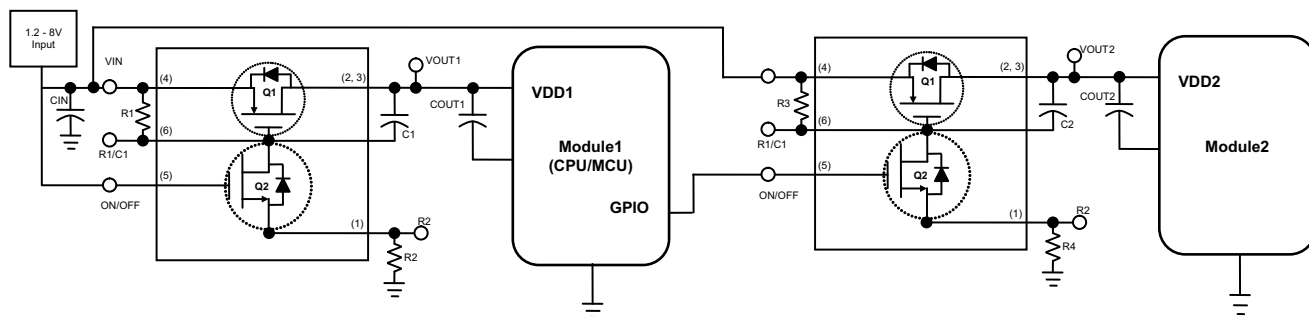 1.2 - 8V
Input
VIN
CIN
(4)
R1
Q1
(2, 3)
VOUT1
COUT1
C1
(6)
R1/C1
(5)
ON/OFF
Q2
(1)
R2
R2
VDD1
Module1
(CPU/MCU)
GPIO
(4)
R3
Q1
(2, 3)
VOUT2
COUT2
C2
(6)
R1/C1
(5)
ON/OFF
Q2
(1)
R2
R4
VDD2
Module2